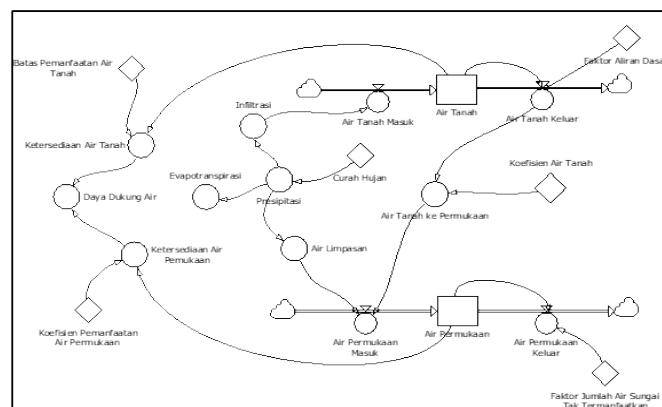 Batas Pemanfaatan Air
Tanah
Faktor Aliran Dasar
Infiltrasi
Air Tanah Masuk
Air Tanah
Air Tanah Keluar
Ketersediaan Air Tanah
Evapotranspirasi
Curah Hujan
Koefisien Air Tanah
Daya Dukung Air
Presipitasi
Air Tanah ke Permukaan
Ketersediaan Air
Pemukaan
Air Limpasan
Koefisien Pemanfaatan
Air Permukaan
Air Permukaan
Masuk
Air Permukaan
Air Permukaan
Keluar
Faktor Jumlah Air Sungai
Tak Termanfaatkan